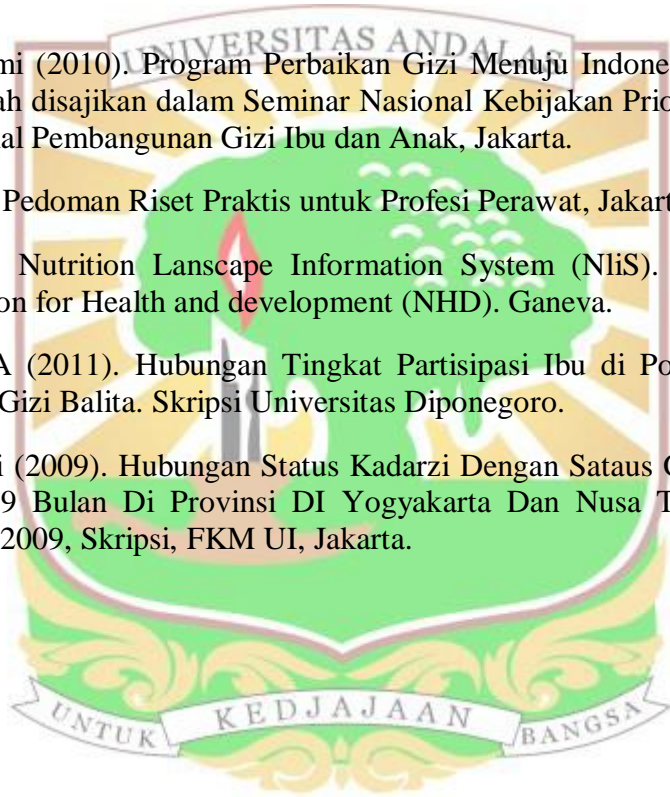 UNIVERSITAS ANDALAS
mi (2010). Program Perbaikan Gizi Menuju Indone
ah disajikan dalam Seminar Nasional Kebijakan Prio
al Pembangunan Gizi Ibu dan Anak, Jakarta.
Pedoman Riset Praktis untuk Profesi Perawat, Jakart
Nutrition Lanscape Information System (NliS).
on for Health and development (NHD). Ganeva.
A (2011). Hubungan Tingkat Partisipasi Ibu di Po
Gizi Balita. Skripsi Universitas Diponegoro.
i (2009). Hubungan Status Kadarzi Dengan Sataus G
9 Bulan Di Provinsi DI Yogyakarta Dan Nusa T
2009, Skripsi, FKM UI, Jakarta.
UNTUK KEDJAJAAN BANGSA